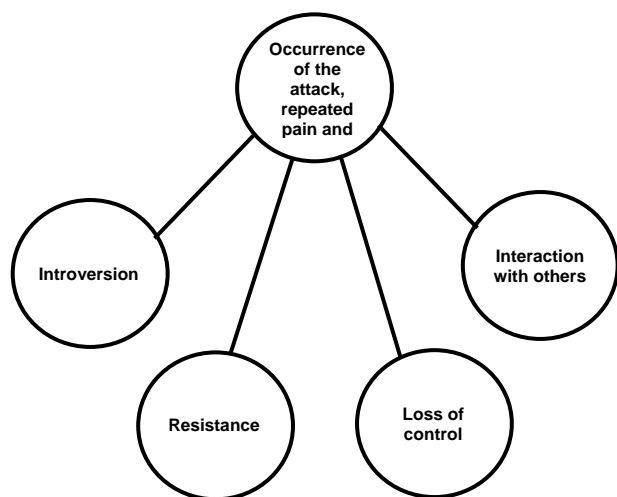 Occurrence
of the
attack,
repeated
pain and
Introversion
Interaction
with others
Resistance
Loss of
control